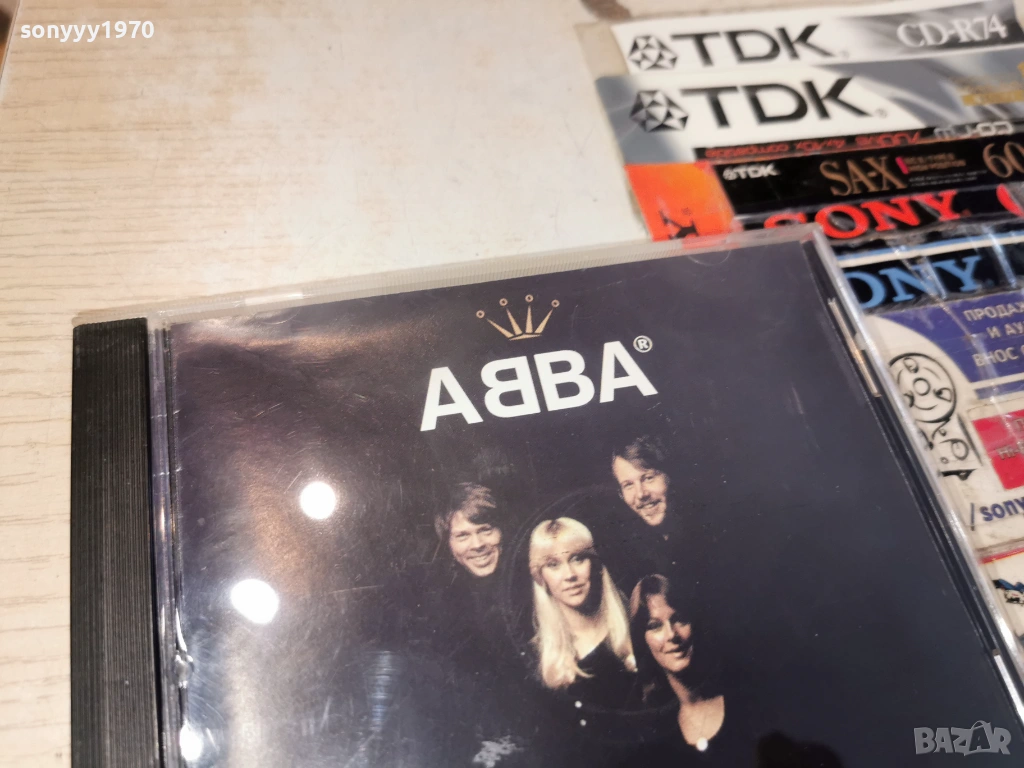 sonyyy1970
TDK® CD-R74
TDK®
TDK SA-X 60
SONY
SONY
ПРОДАЖ
И АУ
ВНОС
/sony
ABBA®
BAZAR